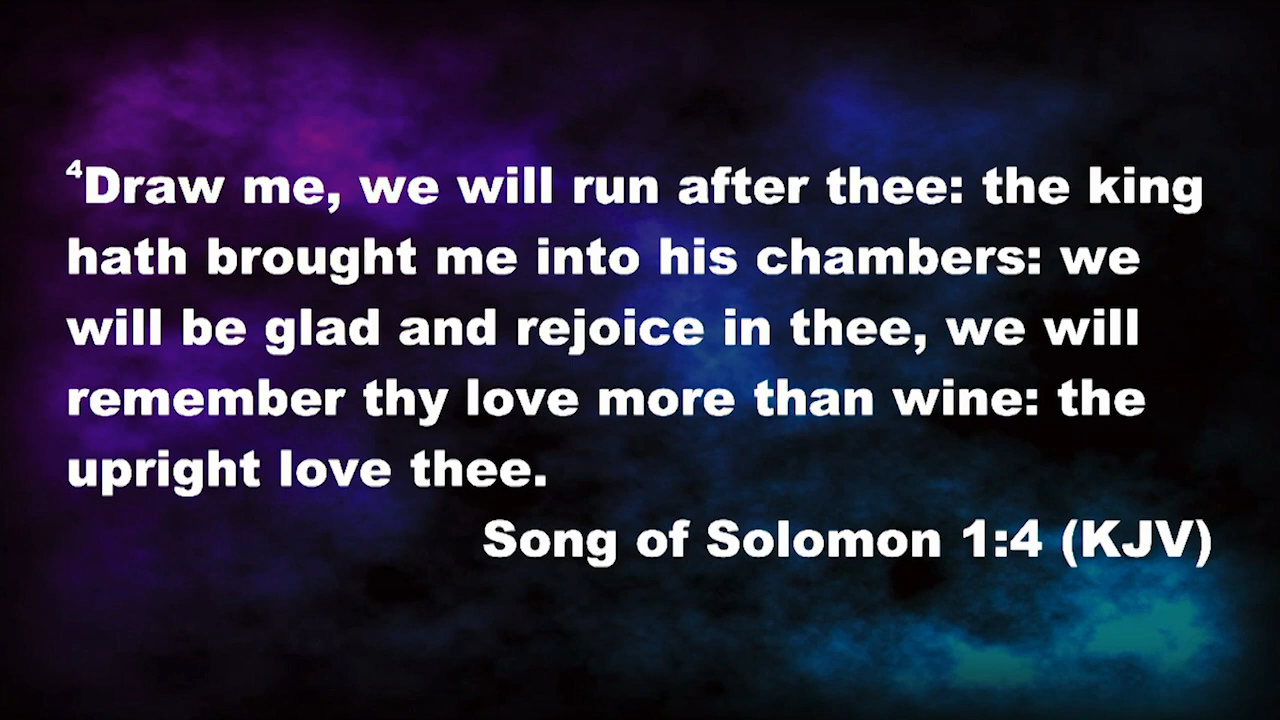 ⁴Draw me, we will run after thee: the king
hath brought me into his chambers: we
will be glad and rejoice in thee, we will
remember thy love more than wine: the
upright love thee.
Song of Solomon 1:4 (KJV)